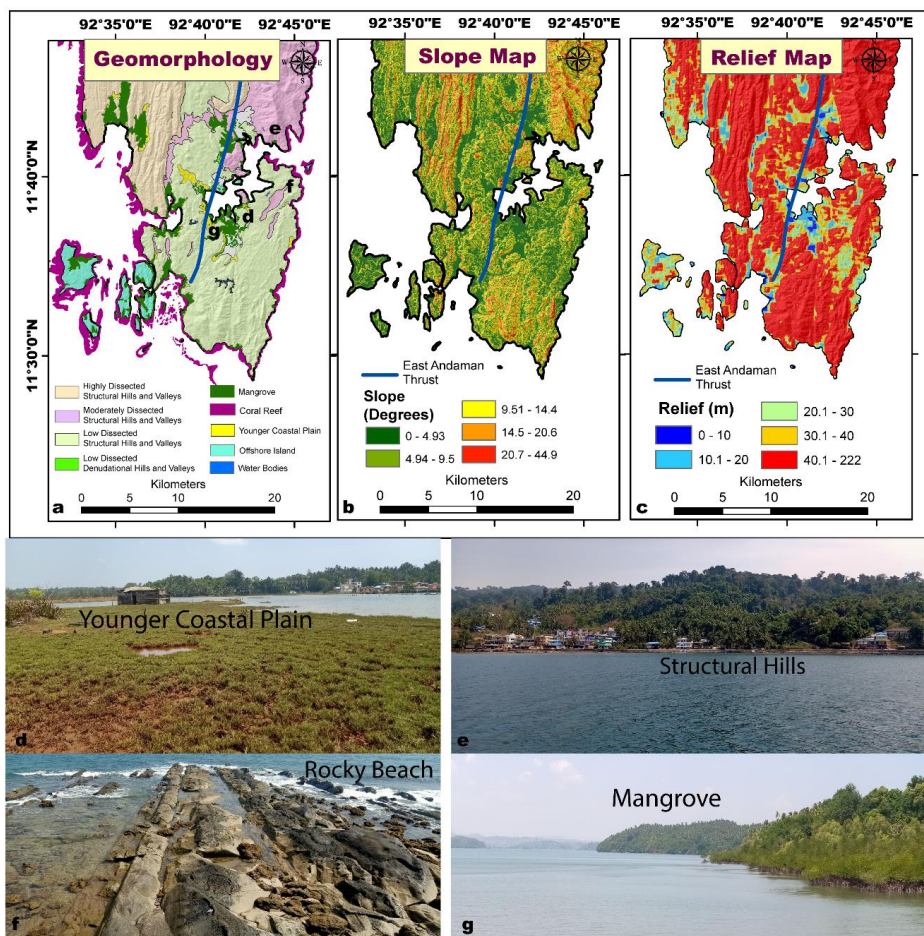 92°35'0"E 92°40'0"E 92°45'0"E
92°35'0"E 92°40'0"E 92°45'0"E
92°35'0"E 92°40'0"E 92°45'0"E
Geomorphology
N
W E
S
e
f
d
g
11°40'0"N
11°30'0"N
Highly Dissected
Structural Hills and Valleys
Moderately Dissected
Structural Hills and Valleys
Low Dissected
Structural Hills and Valleys
Low Dissected
Denudational Hills and Valleys
Mangrove
Coral Reef
Younger Coastal Plain
Offshore Island
Water Bodies
Kilometers
0 5 10 20
a
Slope Map
N
W E
S
East Andaman
Thrust
Slope
(Degrees)
0 - 4.93
4.94 - 9.5
9.51 - 14.4
14.5 - 20.6
20.7 - 44.9
Kilometers
0 5 10 20
b
Relief Map
N
W E
S
East Andaman
Thrust
Relief (m)
0 - 10
10.1 - 20
20.1 - 30
30.1 - 40
40.1 - 222
Kilometers
0 5 10 20
c
Younger Coastal Plain
d
Structural Hills
e
Rocky Beach
f
Mangrove
g